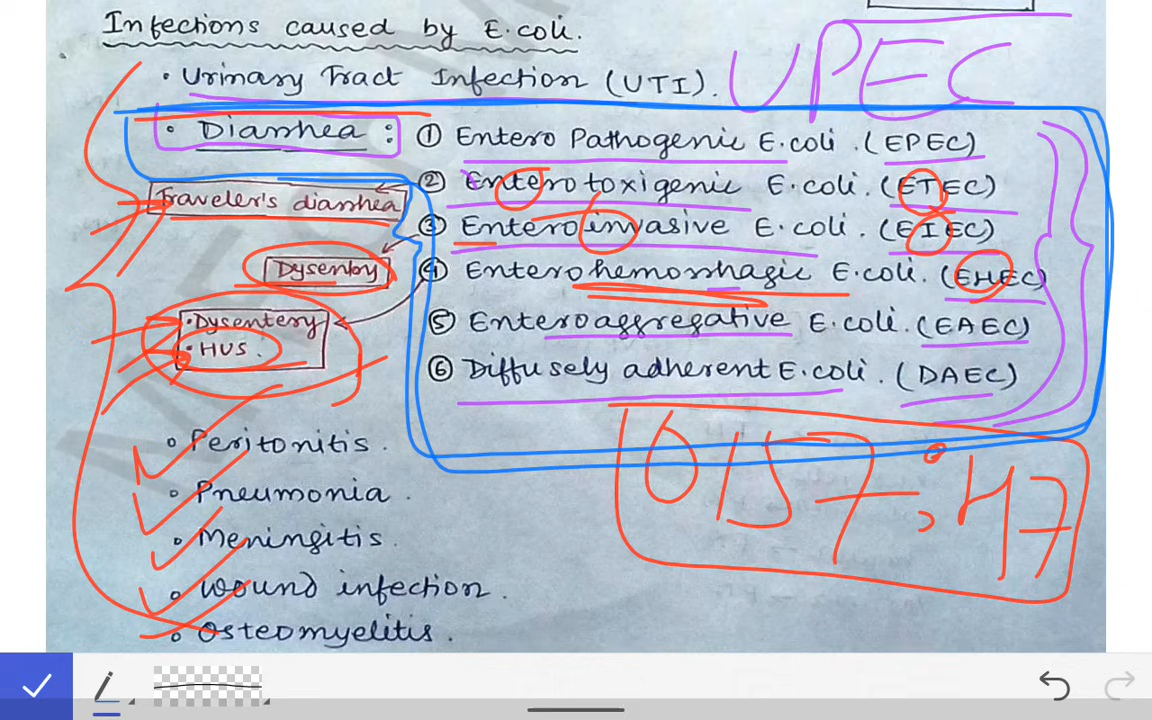 Infections caused by E.coli.
• Urinary Tract Infection (UTI).
UPEC
• Diarrhea : ① Entero Pathogenic E.coli. (EPEC)
② Enterotoxigenic E.coli. (ETEC)
Traveler's diarrhea
③ Enteroinvasive E.coli. (EIEC)
Dysentry
④ Enterohemorrhagic E.coli. (EHEC)
• Dysentery
• HUS.
⑤ Enteroaggregative E.coli. (EAEC)
⑥ Diffusely adherent E.coli. (DAEC)
O157:H7
• Peritonitis.
• Pneumonia.
• Meningitis.
• Wound infection.
• Osteomyelitis.